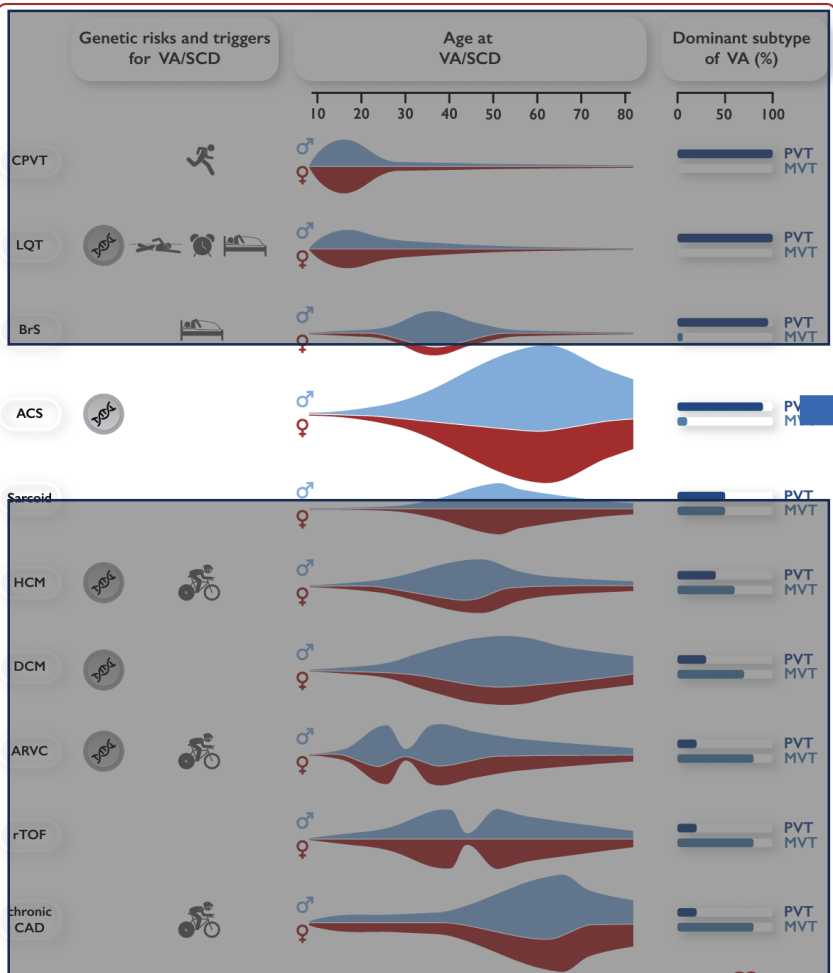 Genetic risks and triggers
for VA/SCD
Age at
VA/SCD
Dominant subtype
of VA (%)
10 20 30 40 50 60 70 80
0 50 100
CPVT
PVT
MVT
LQT
PVT
MVT
BrS
PVT
MVT
ACS
Sarcoid
PVT
MVT
HCM
PVT
MVT
DCM
PVT
MVT
ARVC
PVT
MVT
rTOF
PVT
MVT
chronic
CAD
PVT
MVT